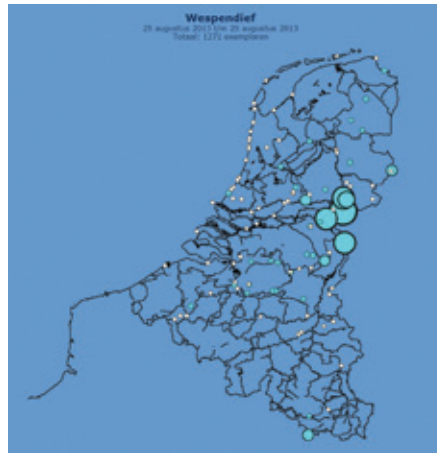 Wespendief
25 augustus 2013 t/m 25 augustus 2013
Totaal: 1271 exemplaren